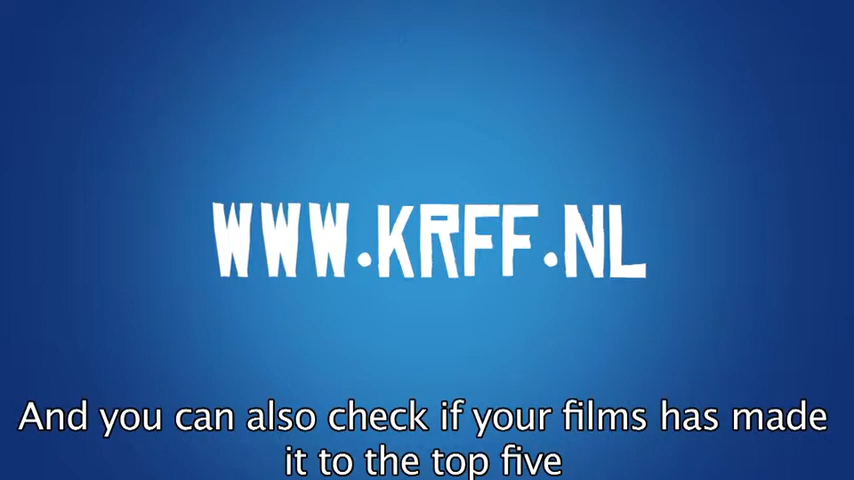 WWW.KRFF.NL
And you can also check if your films has made
it to the top five